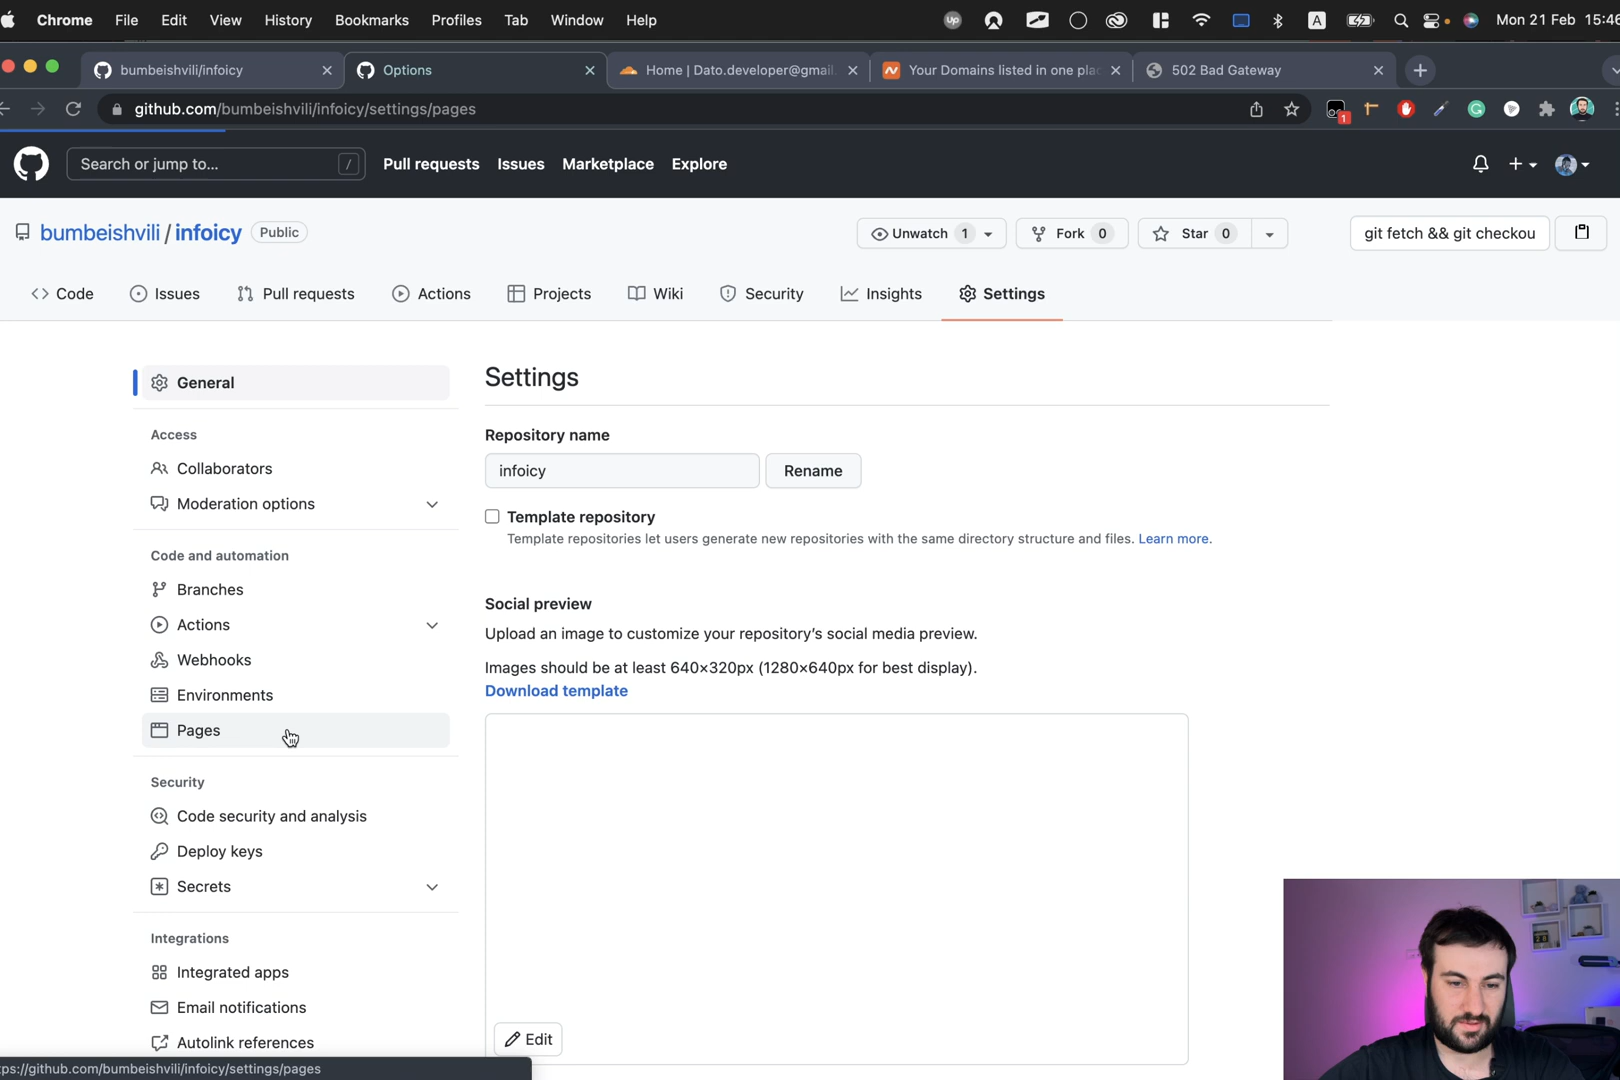 Chrome File Edit View History Bookmarks Profiles Tab Window Help Up A Mon 21 Feb 15:46
bumbeishvili/infoicy Options Home | Dato.developer@gmail. Your Domains listed in one pla 502 Bad Gateway
github.com/bumbeishvili/infoicy/settings/pages 1
Search or jump to... / Pull requests Issues Marketplace Explore
bumbeishvili / infoicy Public Unwatch 1 Fork 0 Star 0 git fetch && git checkou
Code Issues Pull requests Actions Projects Wiki Security Insights Settings
General
Access
Collaborators
Moderation options
Code and automation
Branches
Actions
Webhooks
Environments
Pages
Security
Code security and analysis
Deploy keys
Secrets
Integrations
Integrated apps
Email notifications
Autolink references
Settings
Repository name
infoicy Rename
Template repository
Template repositories let users generate new repositories with the same directory structure and files. Learn more.
Social preview
Upload an image to customize your repository’s social media preview.
Images should be at least 640×320px (1280×640px for best display).
Download template
Edit
ps://github.com/bumbeishvili/infoicy/settings/pages